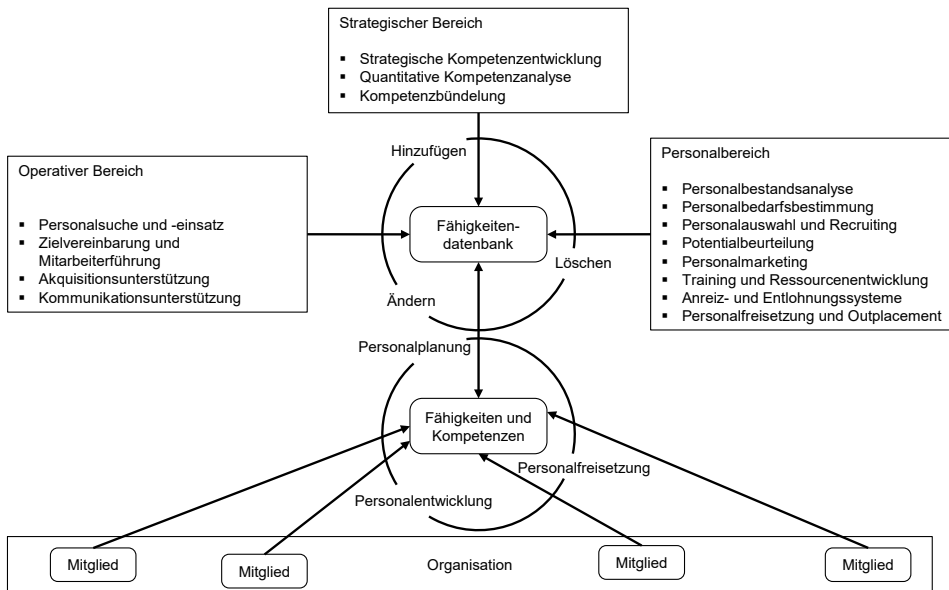 Strategischer Bereich
▪ Strategische Kompetenzentwicklung
▪ Quantitative Kompetenzanalyse
▪ Kompetenzbündelung
Operativer Bereich
▪ Personalsuche und -einsatz
▪ Zielvereinbarung und
Mitarbeiterführung
▪ Akquisitionsunterstützung
▪ Kommunikationsunterstützung
Personalbereich
▪ Personalbestandsanalyse
▪ Personalbedarfsbestimmung
▪ Personalauswahl und Recruiting
▪ Potentialbeurteilung
▪ Personalmarketing
▪ Training und Ressourcenentwicklung
▪ Anreiz- und Entlohnungssysteme
▪ Personalfreisetzung und Outplacement
Hinzufügen
Fähigkeiten-
datenbank
Löschen
Ändern
Personalplanung
Fähigkeiten und
Kompetenzen
Personalfreisetzung
Personalentwicklung
Mitglied
Mitglied
Organisation
Mitglied
Mitglied